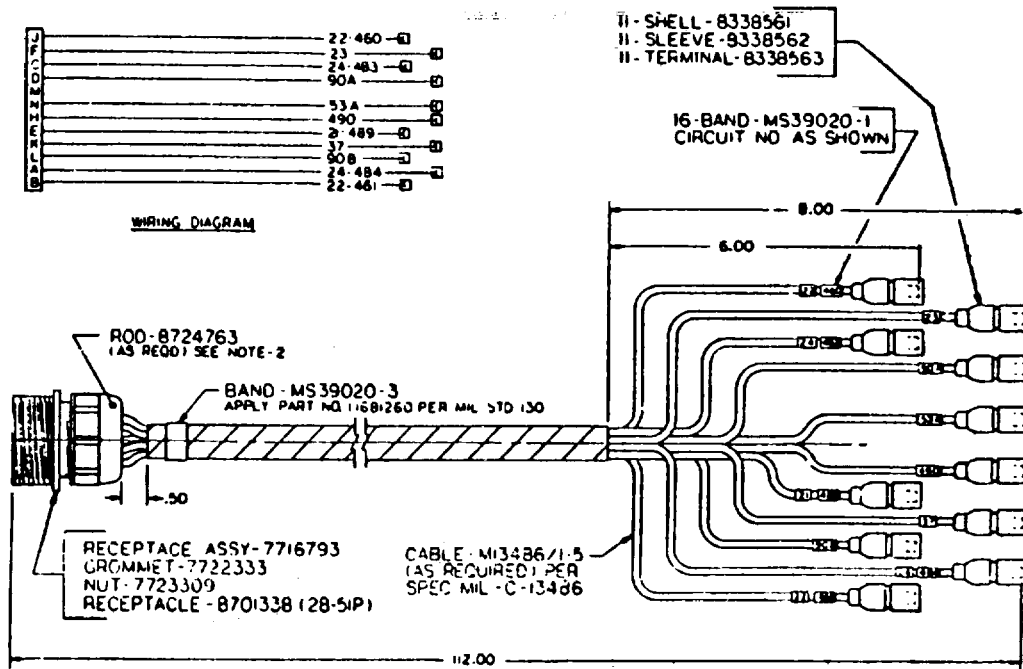 J 22-460
F 23
C 24-483
D 90A
M
N 53A
H 490
E 21-489
K 37
L 90B
A 24-484
B 22-461
WIRING DIAGRAM
11-SHELL-8338561
11-SLEEVE-8338562
11-TERMINAL-8338563
16-BAND-MS39020-1
CIRCUIT NO AS SHOWN
8.00
6.00
ROD-8724763
(AS REQD) SEE NOTE-2
BAND-MS39020-3
APPLY PART NO. 11681260 PER MIL STD 130
.50
RECEPTACE ASSY-7716793
GROMMET-7722333
NUT-7723309
RECEPTACLE-8701338 (28-51P)
CABLE-M13486/1-5
(AS REQUIRED) PER
SPEC MIL-C-13486
112.00